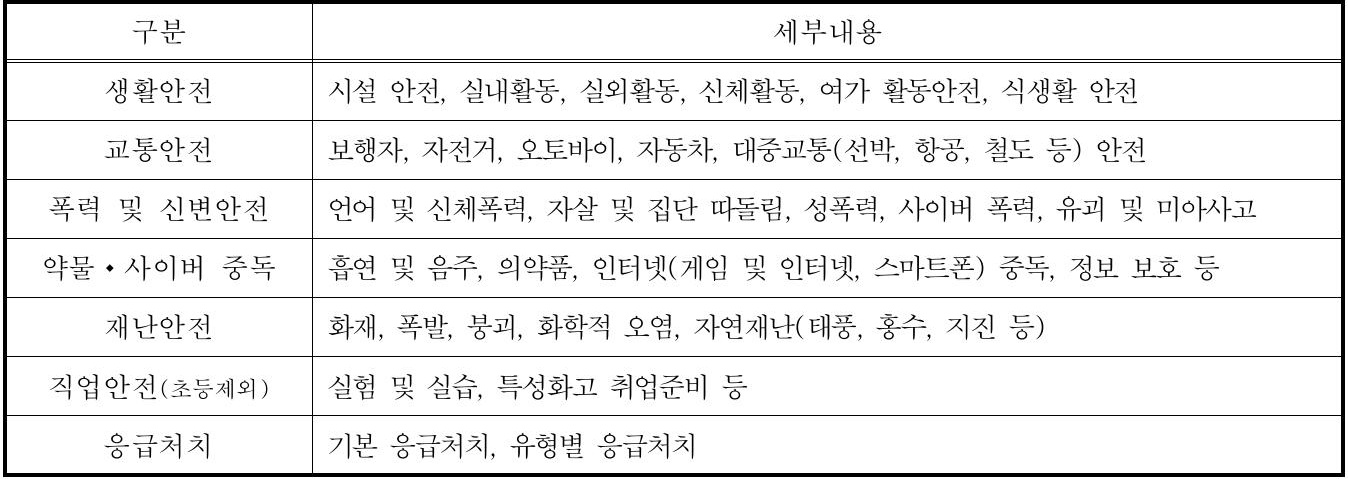 구분 세부내용
생활안전 시설 안전, 실내활동, 실외활동, 신체활동, 여가 활동안전, 식생활 안전
교통안전 보행자, 자전거, 오토바이, 자동차, 대중교통(선박, 항공, 철도 등) 안전
폭력 및 신변안전 언어 및 신체폭력, 자살 및 집단 따돌림, 성폭력, 사이버 폭력, 유괴 및 미아사고
약물·사이버 중독 흡연 및 음주, 의약품, 인터넷(게임 및 인터넷, 스마트폰) 중독, 정보 보호 등
재난안전 화재, 폭발, 붕괴, 화학적 오염, 자연재난(태풍, 홍수, 지진 등)
직업안전(초등제외) 실험 및 실습, 특성화고 취업준비 등
응급처치 기본 응급처치, 유형별 응급처치